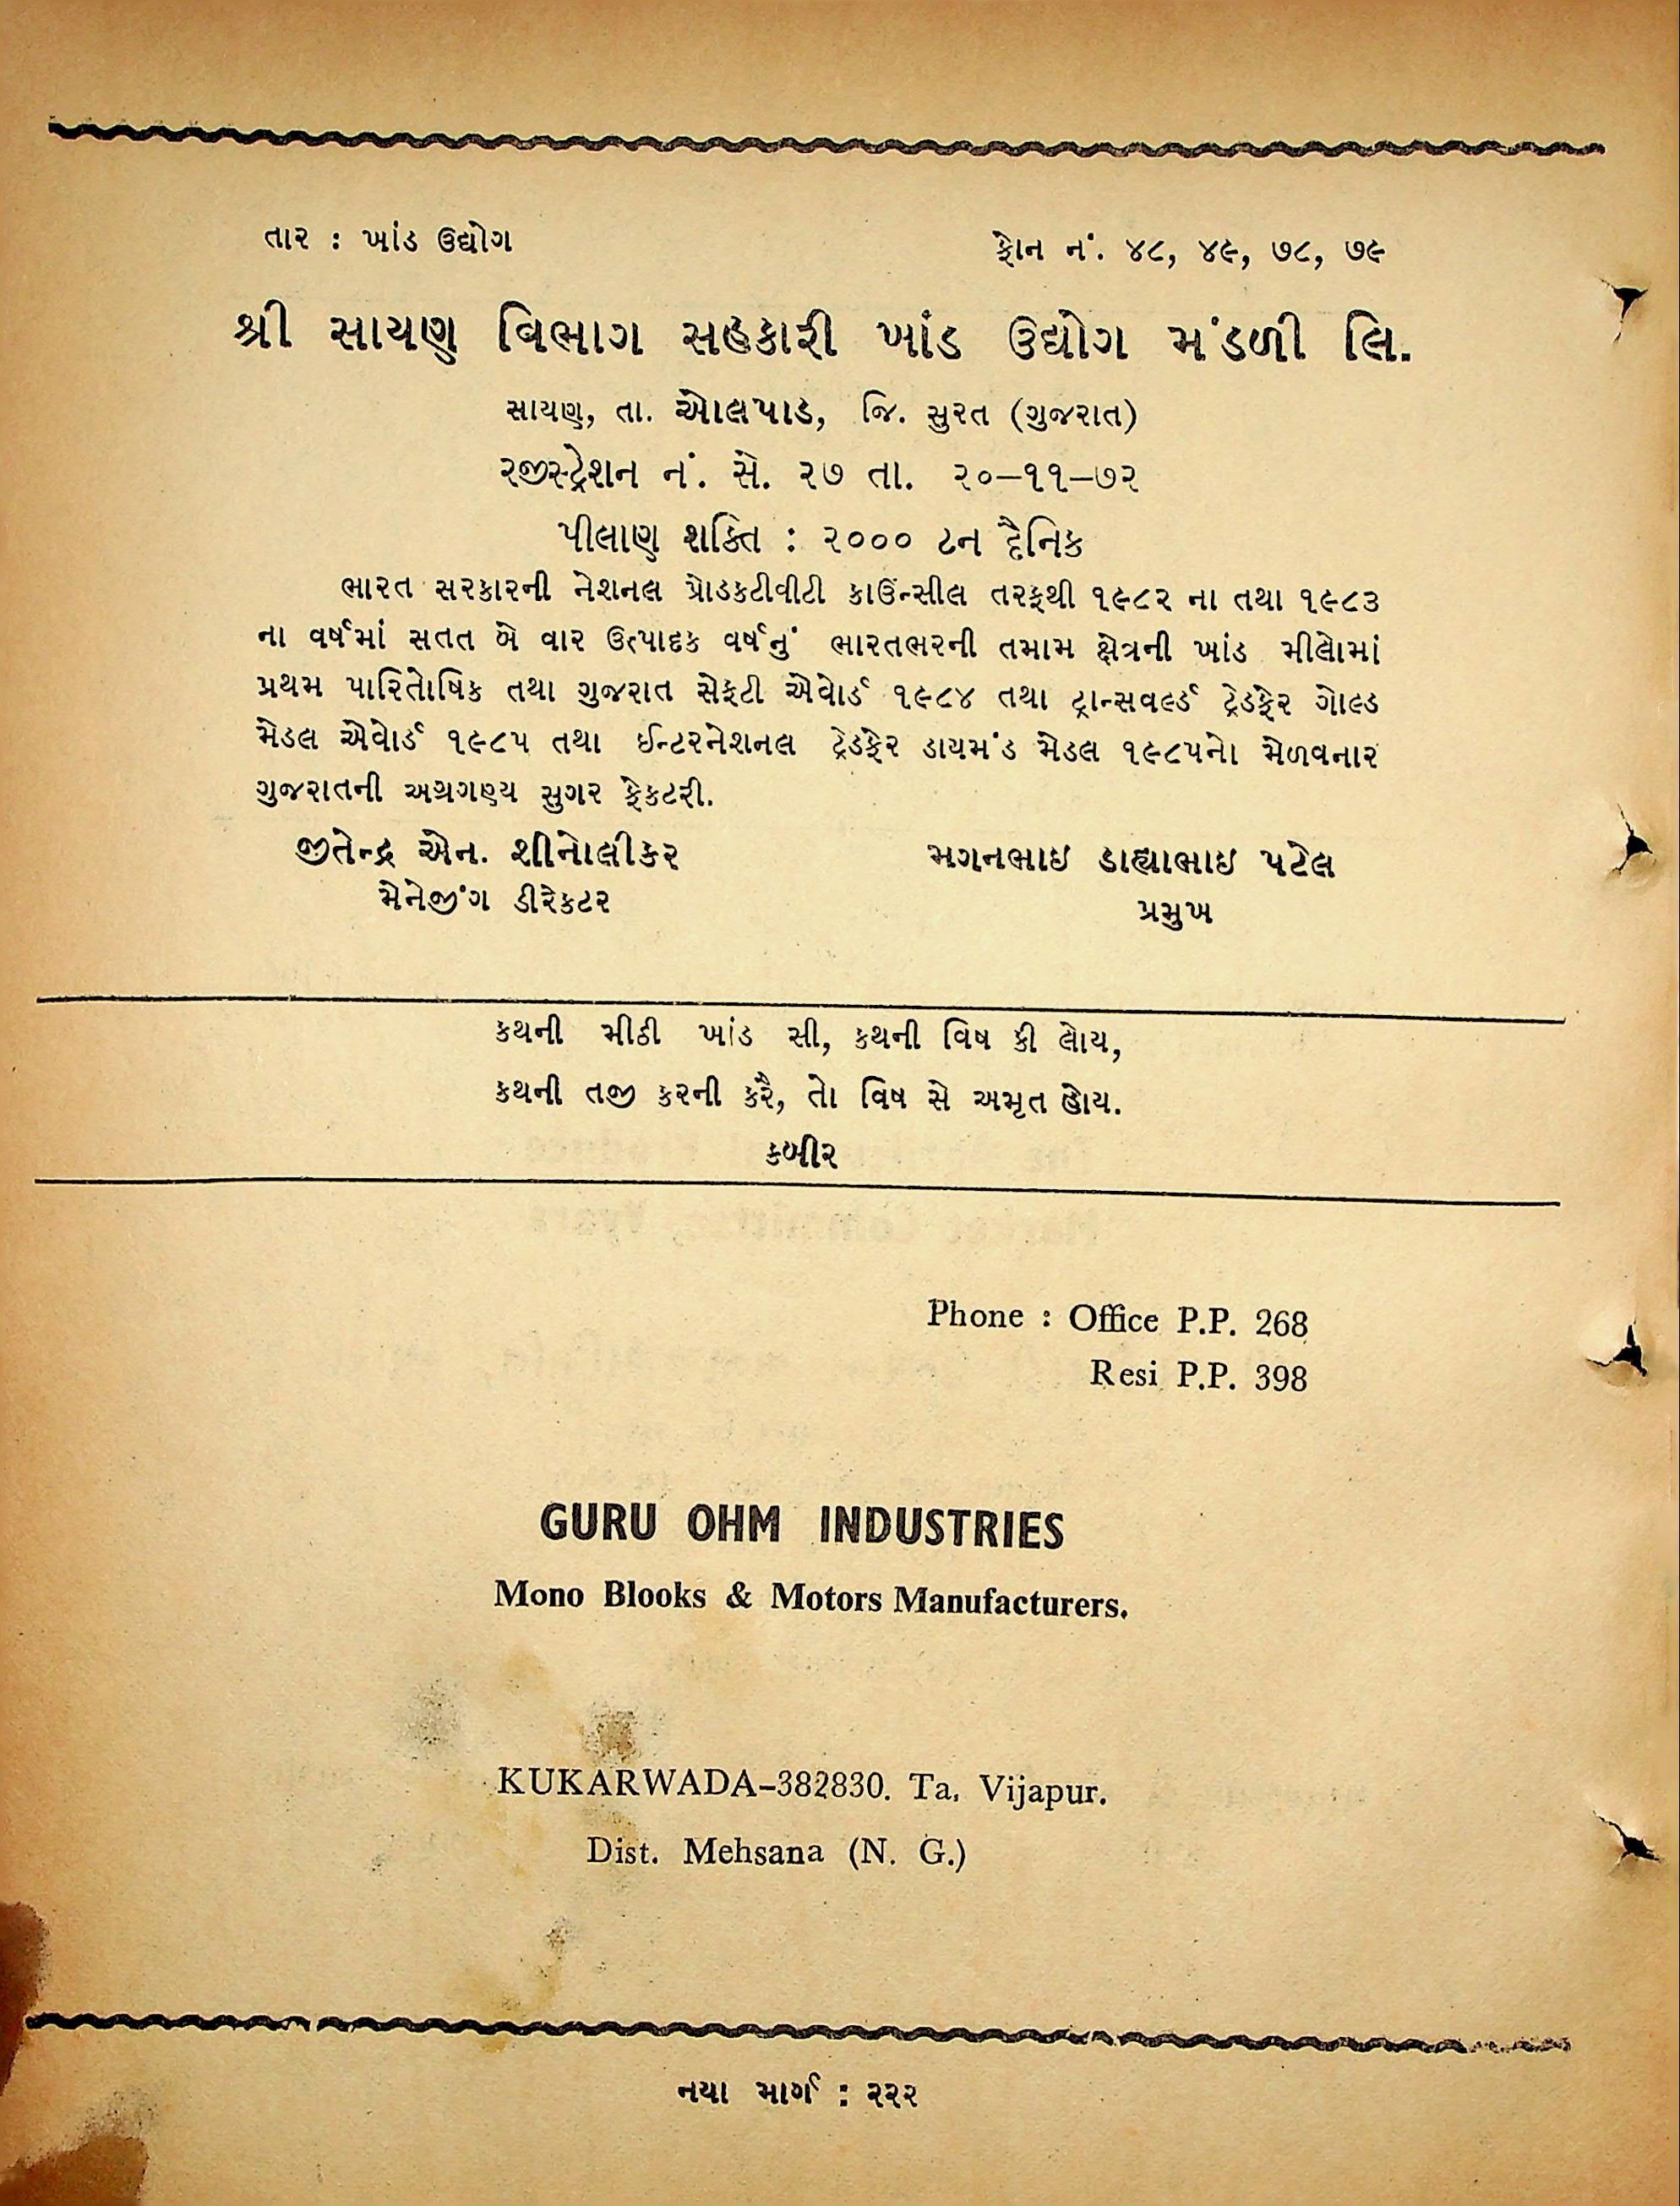 તાર : ખાંડ ઉદ્યોગ
ફોન નં. ૪૮, ૪૯, ૭૮, ૭૯
શ્રી સાયણ વિભાગ સહકારી ખાંડ ઉદ્યોગ મંડળી લિ.
સાયણ, તા. ઓલપાડ, જિ. સુરત (ગુજરાત)
રજીસ્ટ્રેશન નં. સે. ૨૭ તા. ૨૦–૧૧–૭૨
પીલાણ શક્તિ : ૨૦૦૦ ટન દૈનિક
ભારત સરકારની નેશનલ પ્રોડકટીવીટી કાઉન્સીલ તરફથી ૧૯૮૨ ના તથા ૧૯૮૩
ના વર્ષમાં સતત બે વાર ઉત્પાદક વર્ષનું ભારતભરની તમામ ક્ષેત્રની ખાંડ મીલોમાં
પ્રથમ પારિતોષિક તથા ગુજરાત સેફટી એવોર્ડ ૧૯૮૪ તથા ટ્રાન્સવર્લ્ડ ટ્રેડફેર ગોલ્ડ
મેડલ એવોર્ડ ૧૯૮૫ તથા ઈન્ટરનેશનલ ટ્રેડફેર ડાયમંડ મેડલ ૧૯૮૫નો મેળવનાર
ગુજરાતની અગ્રગણ્ય સુગર ફેકટરી.
જીતેન્દ્ર એન. શીનોલીકર
મેનેજીંગ ડીરેકટર
મગનભાઇ ડાહ્યાભાઇ પટેલ
પ્રમુખ
કથની મીઠી ખાંડ સી, કથની વિષ કી લોય,
કથની તજી કરની કરૈ, તો વિષ સે અમૃત હોય.
કબીર
Phone : Office P.P. 268
Resi P.P. 398
GURU OHM INDUSTRIES
Mono Blooks & Motors Manufacturers.
KUKARWADA–382830. Ta. Vijapur.
Dist. Mehsana (N. G.)
નયા માર્ગ : ૨૨૨